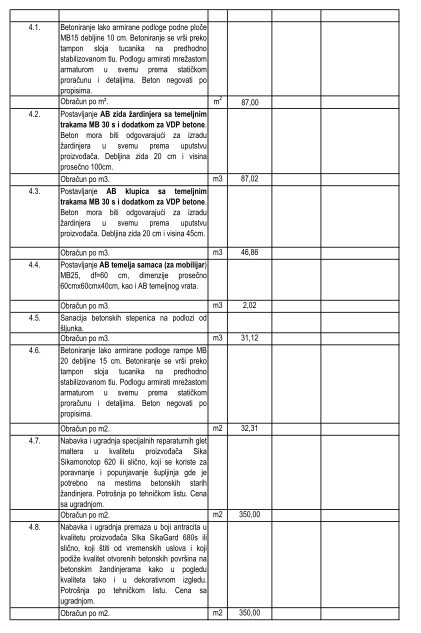 4.1. Betoniranje lako armirane podloge podne ploče
MB15 debljine 10 cm. Betoniranje se vrši preko
tampon sloja tucanika na predhodno
stabilizovanom tlu. Podlogu armirati mrežastom
armaturom u svemu prema statičkom
proračunu i detaljima. Beton negovati po
propisima.
Obračun po m². m² 87,00
4.2. Postavljanje AB zida žardinjera sa temeljnim
trakama MB 30 s i dodatkom za VDP betone.
Beton mora biti odgovarajući za izradu
žardinjera u svemu prema uputstvu
proizvođača. Debljina zida 20 cm i visina
prosečno 100cm.
Obračun po m3. m3 87,02
4.3. Postavljanje AB klupica sa temeljnim
trakama MB 30 s i dodatkom za VDP betone.
Beton mora biti odgovarajući za izradu
žardinjera u svemu prema uputstvu
proizvođača. Debljina zida 20 cm i visina 45cm.
Obračun po m3. m3 46,86
4.4. Postavljanje AB temelja samaca (za mobilijar)
MB25, df=60 cm, dimenzije prosečno
60cmx60cmx40cm, kao i AB temeljnog vrata.
Obračun po m3. m3 2,02
4.5. Sanacija betonskih stepenica na podlozi od
šljunka.
Obračun po m3. m3 31,12
4.6. Betoniranje lako armirane podloge rampe MB
20 debljine 15 cm. Betoniranje se vrši preko
tampon sloja tucanika na predhodno
stabilizovanom tlu. Podlogu armirati mrežastom
armaturom u svemu prema statičkom
proračunu i detaljima. Beton negovati po
propisima.
Obračun po m2. m2 32,31
4.7. Nabavka i ugradnja specijalnih reparaturnih glet
maltera u kvalitetu proizvođača Sika
Sikamonotop 620 ili slično, koji se koriste za
poravnanje i popunjavanje šupljina gde je
potrebno na mestima betonskih starih
žandinjera. Potrošnja po tehničkom listu. Cena
sa ugradnjom.
Obračun po m2. m2 350,00
4.8. Nabavka i ugradnja premaza u boji antracita u
kvalitetu proizvođača SIka SikaGard 680s ili
slično, koji štiti od vremenskih uslova i koji
podiže kvalitet otvorenih betonskih površina na
betonskim žandinjerama kako u pogledu
kvaliteta tako i u dekorativnom izgledu.
Potrošnja po tehničkom listu. Cena sa
ugradnjom.
Obračun po m2. m2 350,00